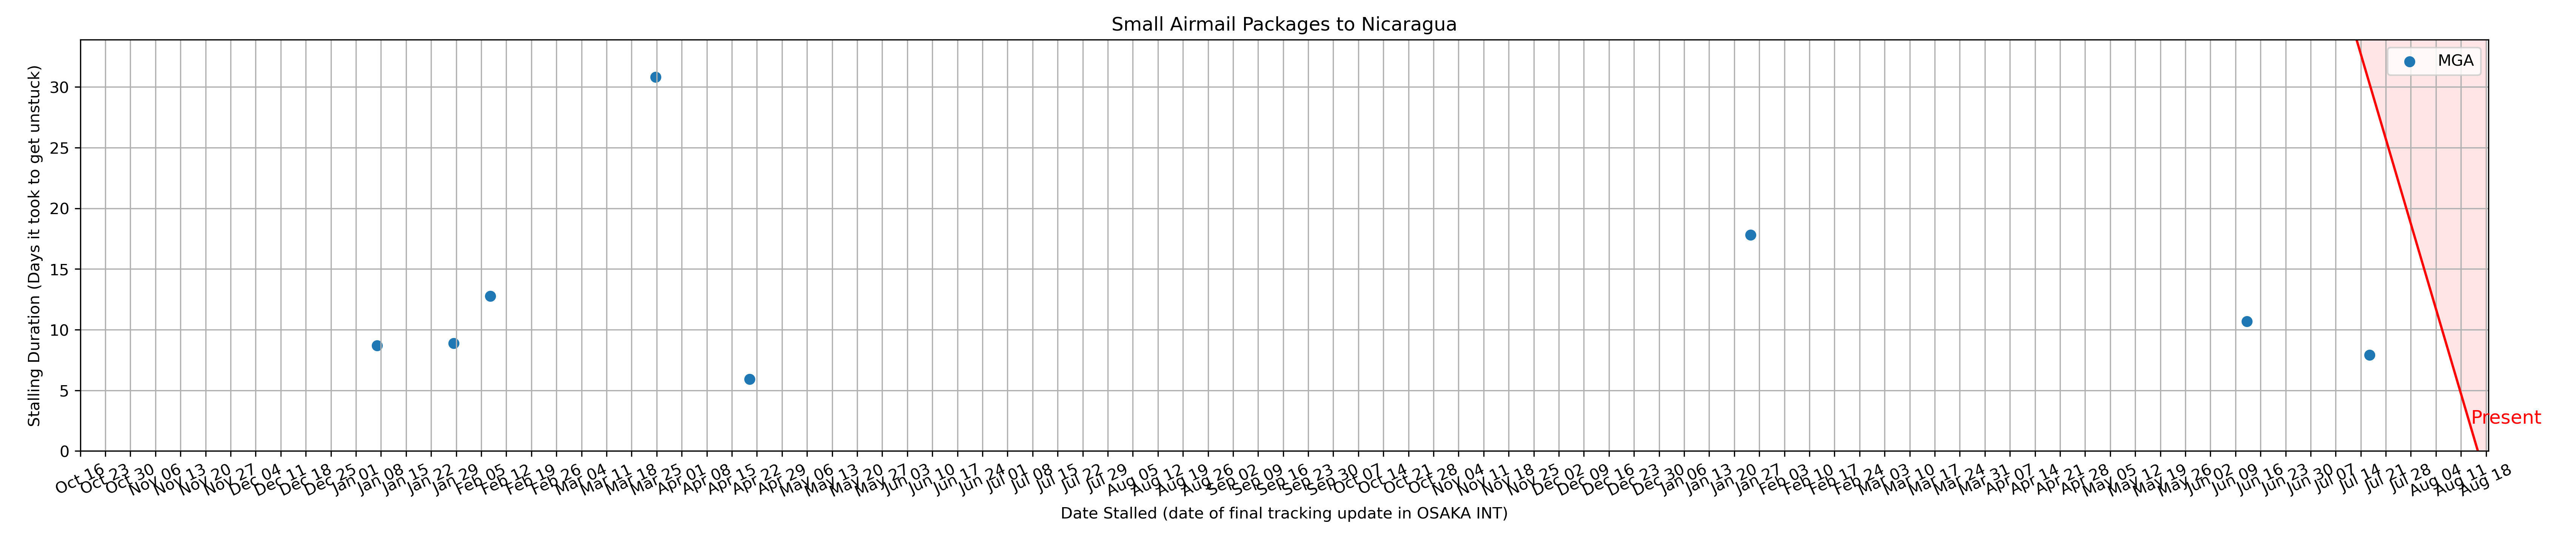 Small Airmail Packages to Nicaragua
MGA
Stalling Duration (Days it took to get unstuck)
30
25
20
15
10
5
0
Present
Oct 16
Oct 23
Oct 30
Nov 06
Nov 13
Nov 20
Nov 27
Dec 04
Dec 11
Dec 18
Dec 25
Jan 01
Jan 08
Jan 15
Jan 22
Jan 29
Feb 05
Feb 12
Feb 19
Feb 26
Mar 04
Mar 11
Mar 18
Mar 25
Apr 01
Apr 08
Apr 15
Apr 22
Apr 29
May 06
May 13
May 20
May 27
Jun 03
Jun 10
Jun 17
Jun 24
Jul 01
Jul 08
Jul 15
Jul 22
Jul 29
Aug 05
Aug 12
Aug 19
Aug 26
Sep 02
Sep 09
Sep 16
Sep 23
Sep 30
Oct 07
Oct 14
Oct 21
Oct 28
Nov 04
Nov 11
Nov 18
Nov 25
Dec 02
Dec 09
Dec 16
Dec 23
Dec 30
Jan 06
Jan 13
Jan 20
Jan 27
Feb 03
Feb 10
Feb 17
Feb 24
Mar 03
Mar 10
Mar 17
Mar 24
Mar 31
Apr 07
Apr 14
Apr 21
Apr 28
May 05
May 12
May 19
May 26
Jun 02
Jun 09
Jun 16
Jun 23
Jun 30
Jul 07
Jul 14
Jul 21
Jul 28
Aug 04
Aug 11
Aug 18
Date Stalled (date of final tracking update in OSAKA INT)